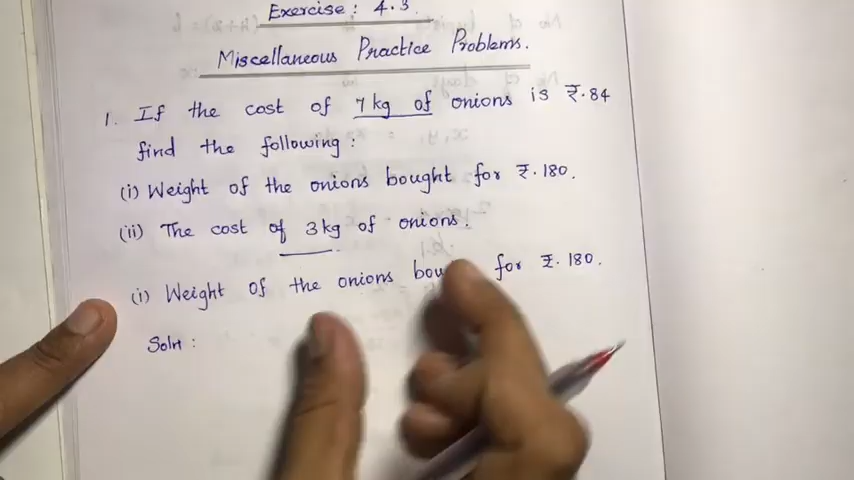 Exercise: 4.3
Miscellaneous Practice Problems.
1. If the cost of 7 kg of onions is ₹.84
find the following:
(i) Weight of the onions bought for ₹.180.
(ii) The cost of 3 kg of onions.
(i) Weight of the onions for ₹.180.
Soln: